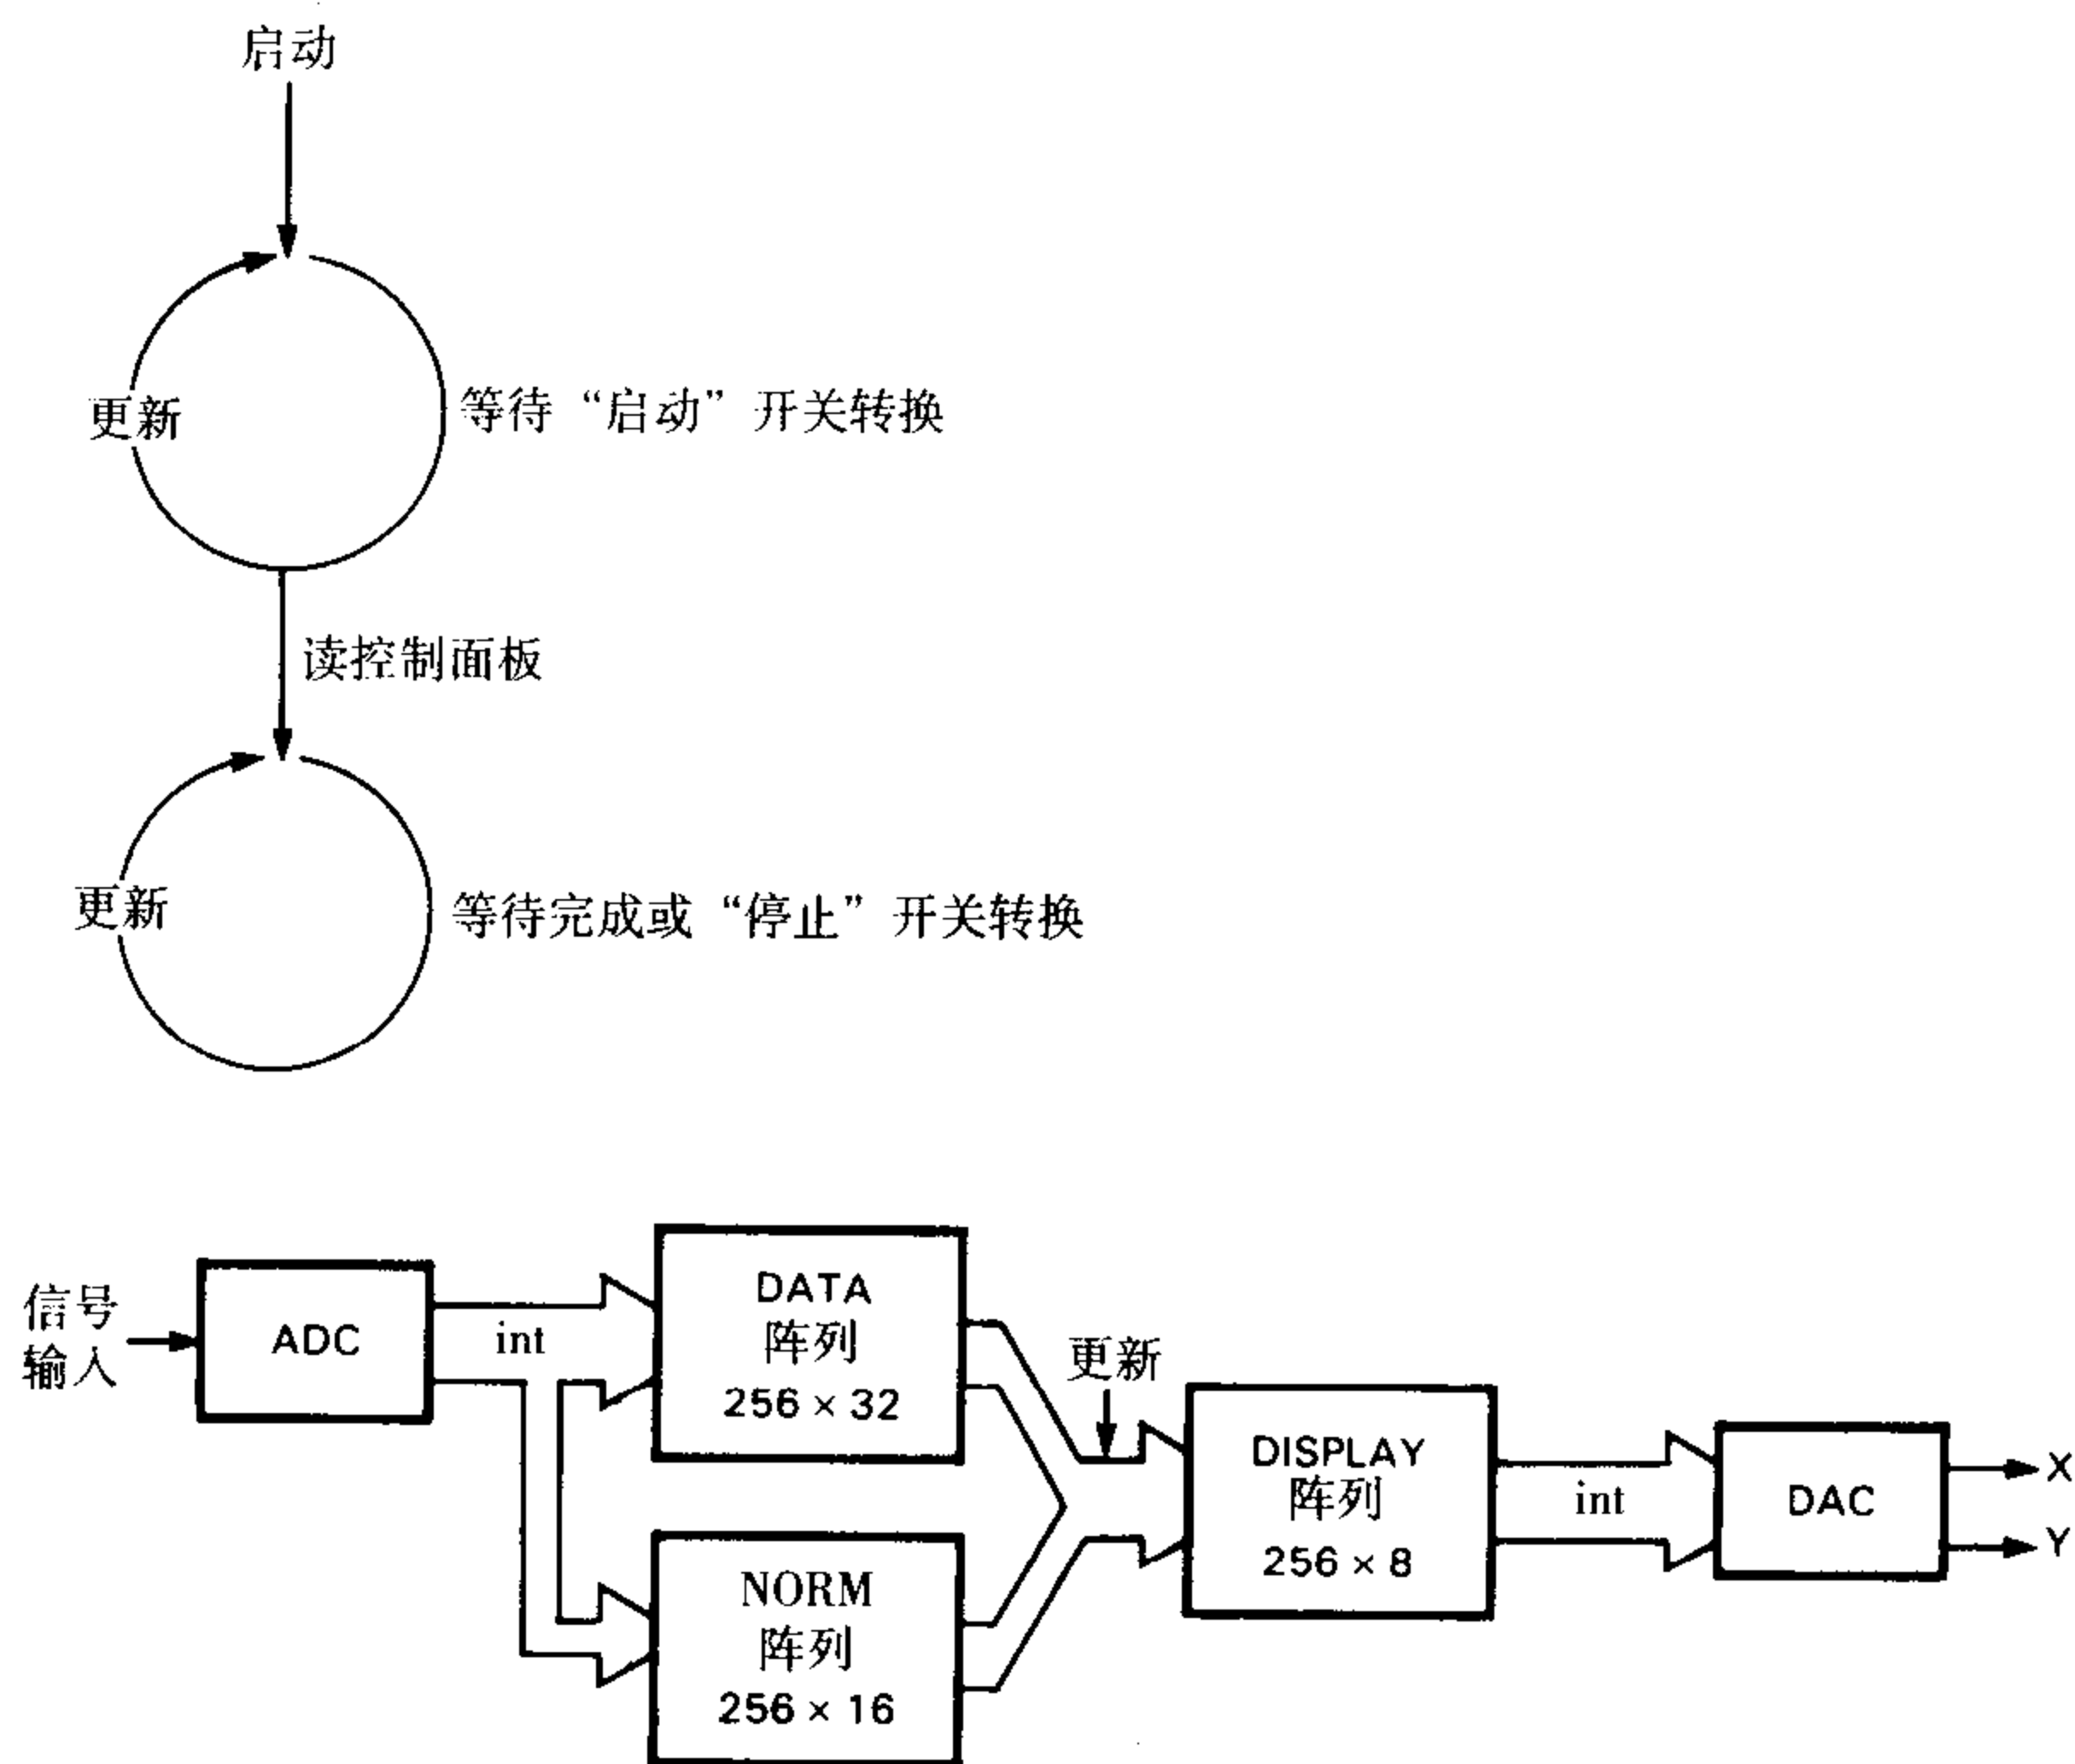 启动
更新
等待“启动”开关转换
读控制面板
更新
等待完成或“停止”开关转换
信号
输入
ADC
int
DATA
阵列
256 × 32
NORM
阵列
256 × 16
更新
DISPLAY
阵列
256 × 8
int
DAC
X
Y